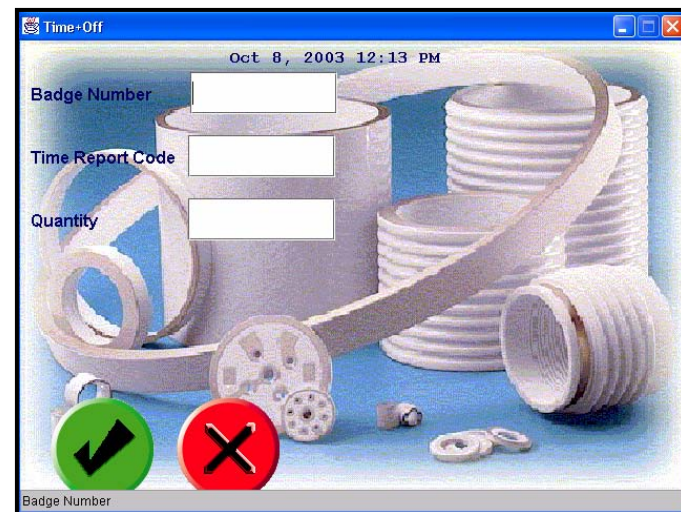 Time+Off
Oct 8, 2003 12:13 PM
Badge Number
Time Report Code
Quantity
Badge Number